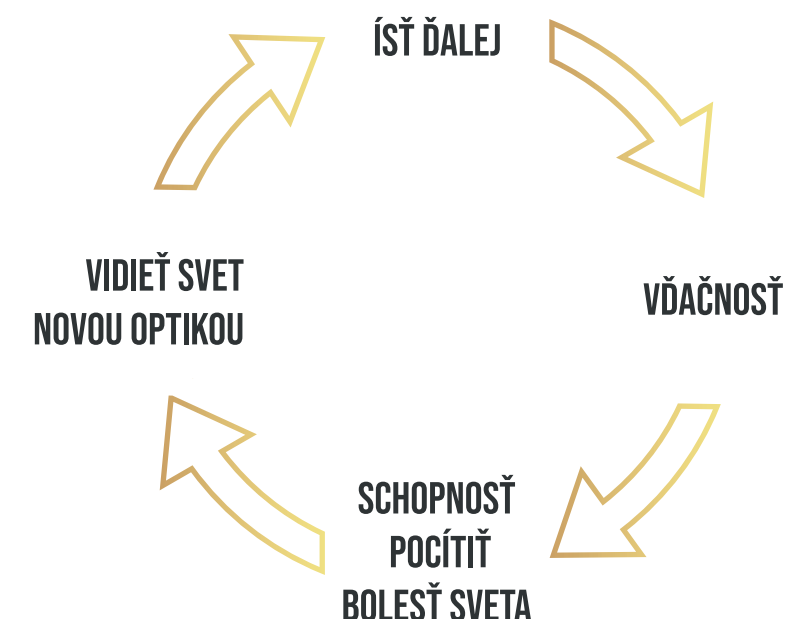 ÍSŤ ĎALEJ
VIDIEŤ SVET
NOVOU OPTIKOU
VĎAČNOSŤ
SCHOPNOSŤ
POCÍTIŤ
BOLESŤ SVETA